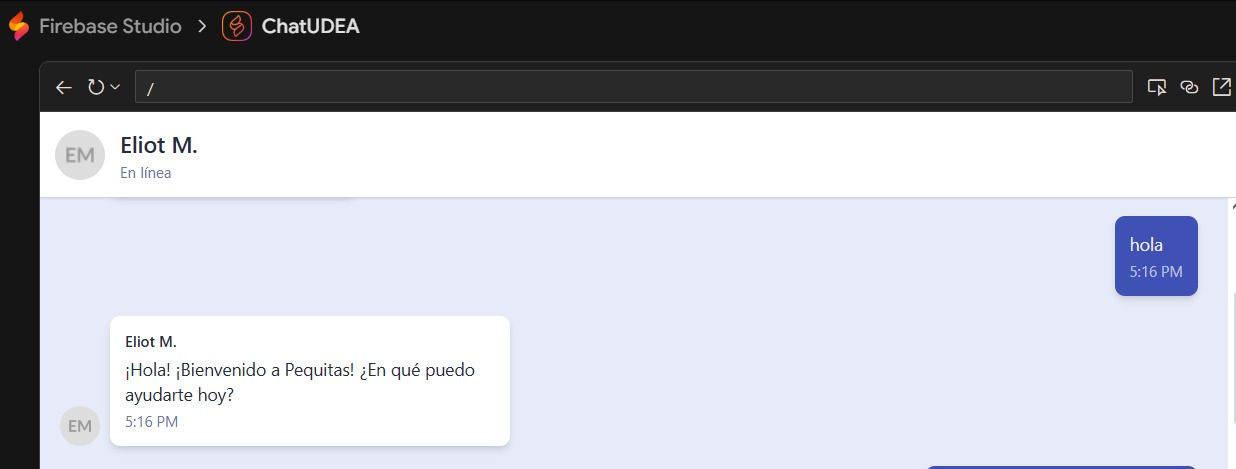 Firebase Studio > ChatUDEA
/
EM
Eliot M.
En línea
hola
5:16 PM
Eliot M.
¡Hola! ¡Bienvenido a Pequitas! ¿En qué puedo
ayudarte hoy?
5:16 PM
EM